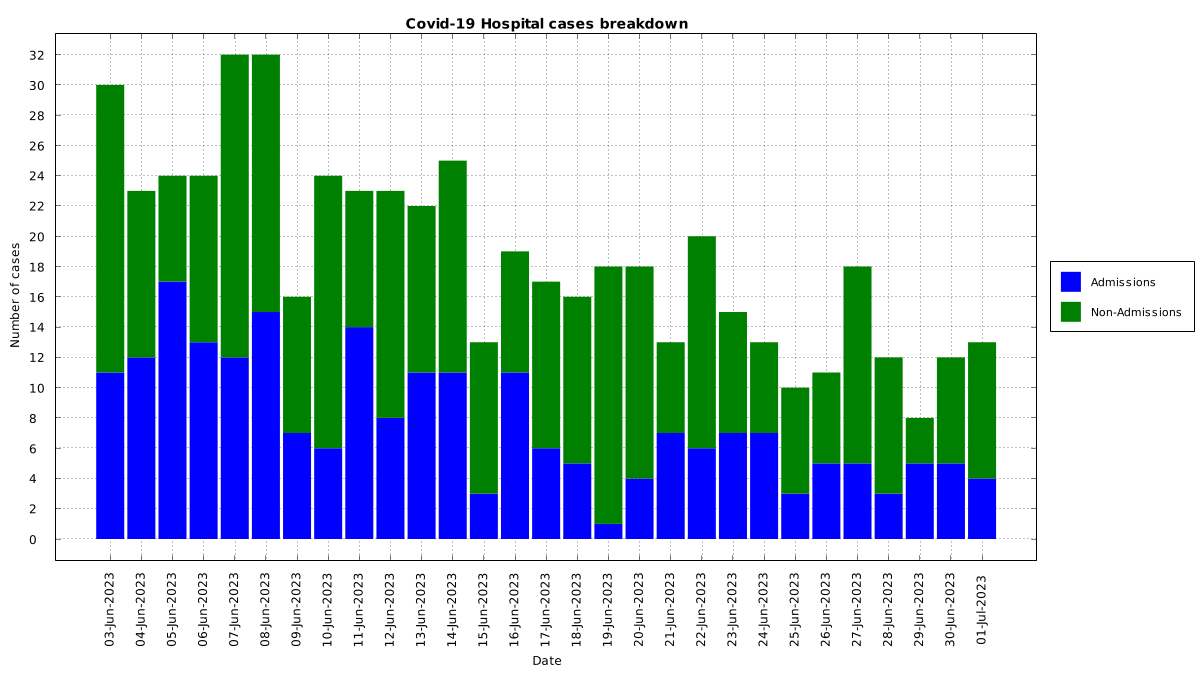 Covid-19 Hospital cases breakdown
32
30
28
26
24
22
20
18
16
14
12
10
8
6
4
2
0
Number of cases
Admissions
Non-Admissions
03-Jun-2023
04-Jun-2023
05-Jun-2023
06-Jun-2023
07-Jun-2023
08-Jun-2023
09-Jun-2023
10-Jun-2023
11-Jun-2023
12-Jun-2023
13-Jun-2023
14-Jun-2023
15-Jun-2023
16-Jun-2023
17-Jun-2023
18-Jun-2023
19-Jun-2023
20-Jun-2023
21-Jun-2023
22-Jun-2023
23-Jun-2023
24-Jun-2023
25-Jun-2023
26-Jun-2023
27-Jun-2023
28-Jun-2023
29-Jun-2023
30-Jun-2023
01-Jul-2023
Date